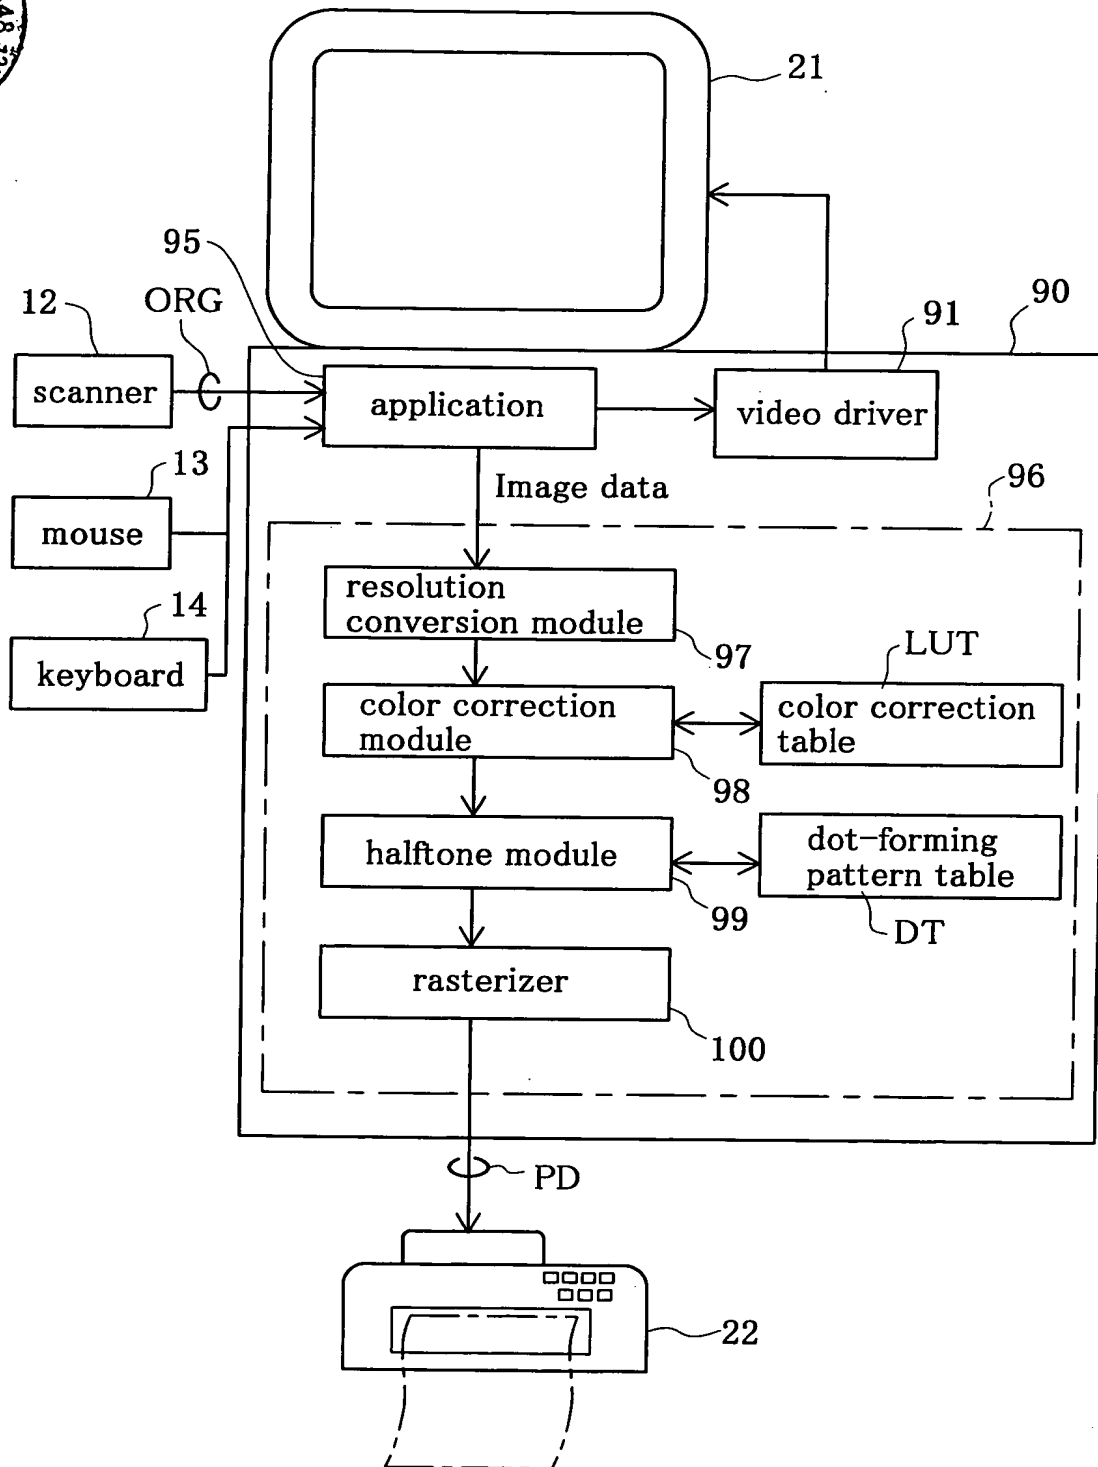 21
95
ORG
12
90
91
scanner
application
video driver
13
96
Image data
mouse
resolution
conversion module
14
97
LUT
keyboard
color correction
module
color correction
table
98
halftone module
dot-forming
pattern table
99
DT
rasterizer
100
PD
22